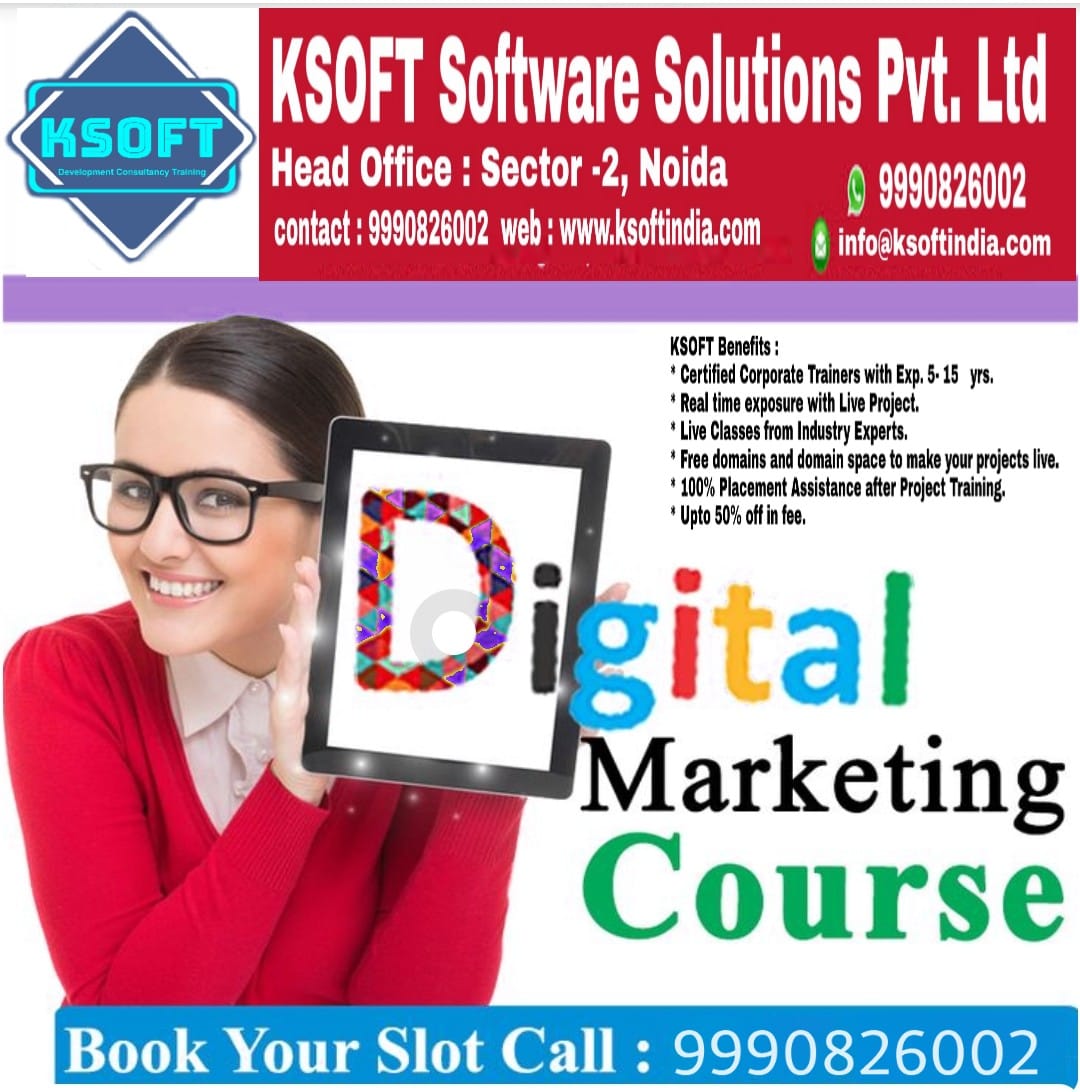 KSOFT
Development Consultancy Training
KSOFT Software Solutions Pvt. Ltd
Head Office : Sector -2, Noida
contact : 9990826002 web : www.ksoftindia.com
9990826002
info@ksoftindia.com
KSOFT Benefits :
* Certified Corporate Trainers with Exp. 5- 15 yrs.
* Real time exposure with Live Project.
* Live Classes from Industry Experts.
* Free domains and domain space to make your projects live.
* 100% Placement Assistance after Project Training.
* Upto 50% off in fee.
Digital
Marketing
Course
Book Your Slot Call : 9990826002